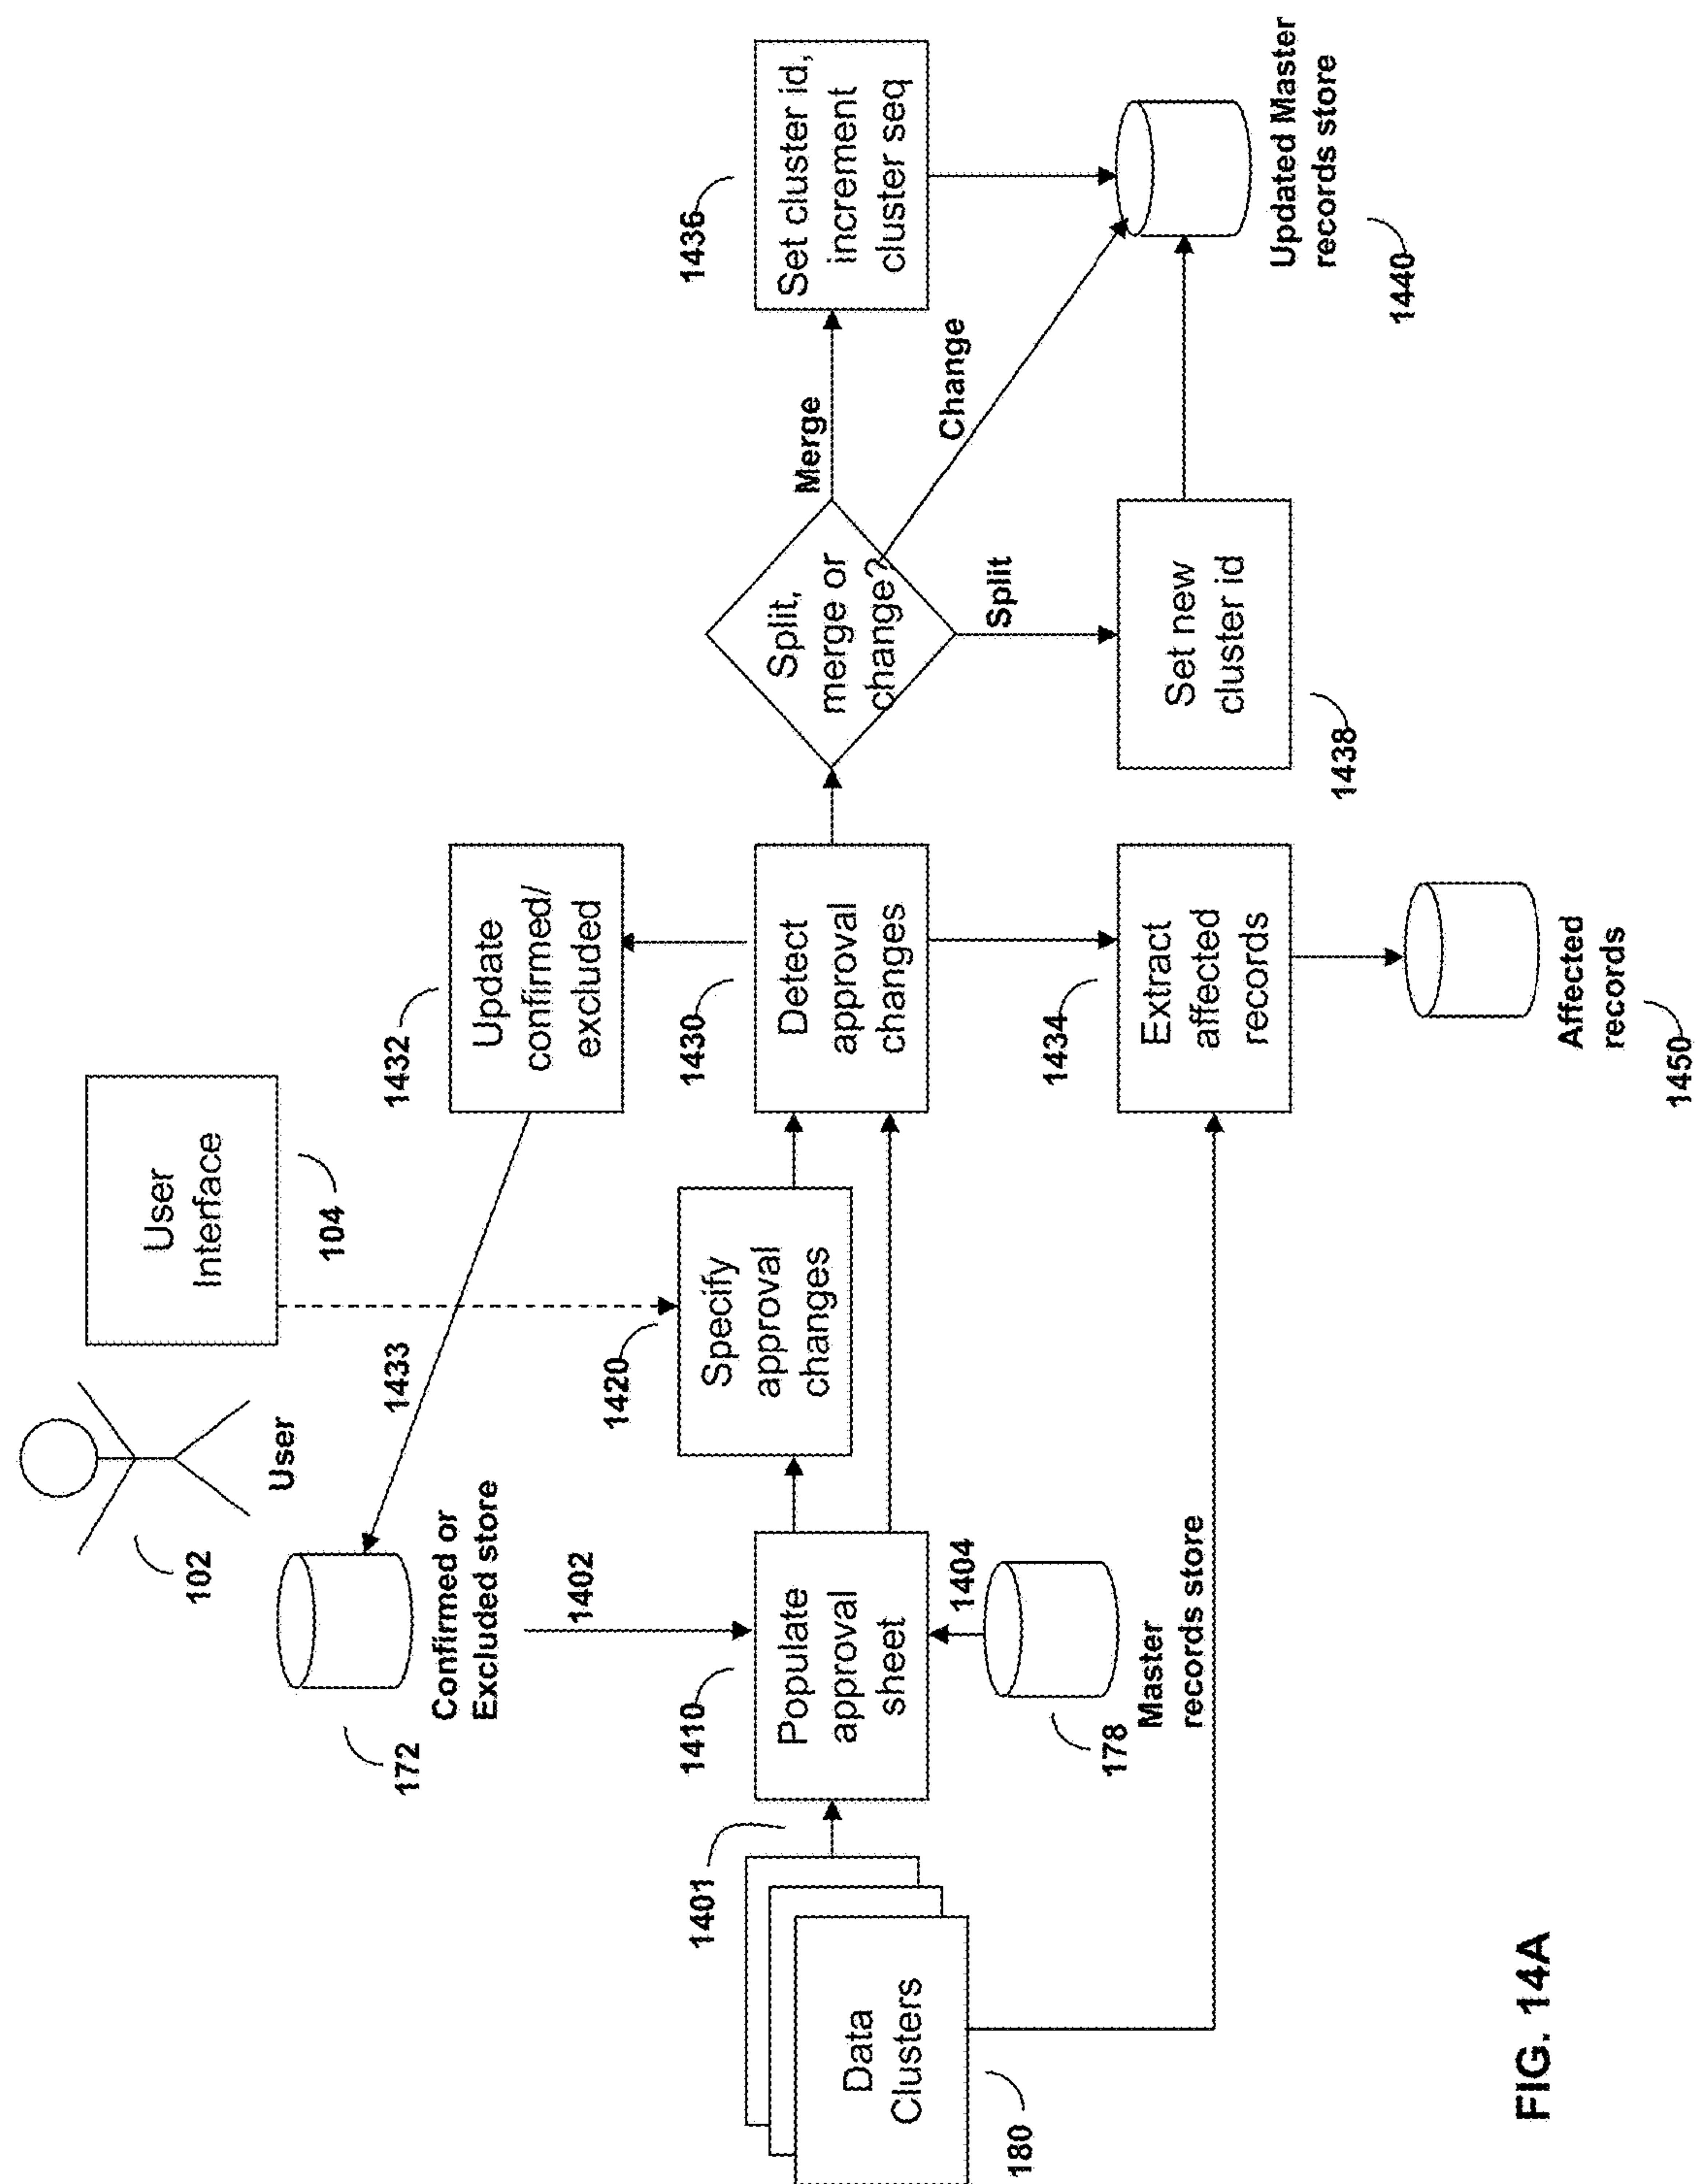 102
User
User
Interface
104
172
Confirmed or
Excluded store
1433
1402
1432
Update
confirmed/
excluded
1420
Specify
approval
changes
180
Data
Clusters
1401
1410
Populate
approval
sheet
1404
178
Master
records store
1430
Detect
approval
changes
1434
Extract
affected
records
Affected
records
1450
Split,
merge or
change?
Merge
Change
Split
1436
Set cluster id,
increment
cluster seq
Set new
cluster id
1438
Updated Master
records store
1440
FIG. 14A